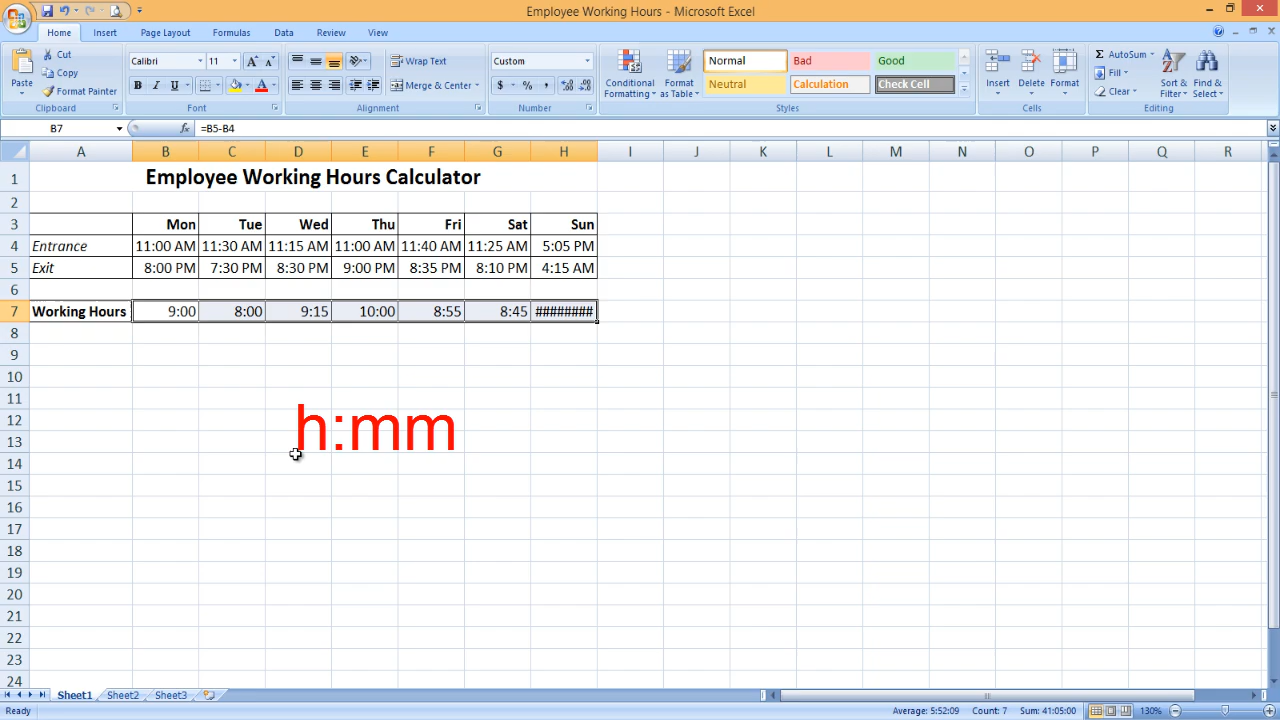 Employee Working Hours - Microsoft Excel
Home Insert Page Layout Formulas Data Review View
Paste Cut Copy Format Painter Clipboard
Calibri 11 A A B I U A Font
Wrap Text Merge & Center Alignment
Custom $ % , Number
Conditional Formatting Format as Table Normal Bad Good Neutral Calculation Check Cell Styles
Insert Delete Format Cells
Σ AutoSum Fill Clear Sort & Filter Find & Select Editing
B7 fx =B5-B4
A B C D E F G H I J K L M N O P Q R
1 Employee Working Hours Calculator
2
3 Mon Tue Wed Thu Fri Sat Sun
4 Entrance 11:00 AM 11:30 AM 11:15 AM 11:00 AM 11:40 AM 11:25 AM 5:05 PM
5 Exit 8:00 PM 7:30 PM 8:30 PM 9:00 PM 8:35 PM 8:10 PM 4:15 AM
6
7 Working Hours 9:00 8:00 9:15 10:00 8:55 8:45 ########
8
9
10
11
12 h:mm
13
14
15
16
17
18
19
20
21
22
23
24
Sheet1 Sheet2 Sheet3
Ready Average: 5:52:09 Count: 7 Sum: 41:05:00 130%